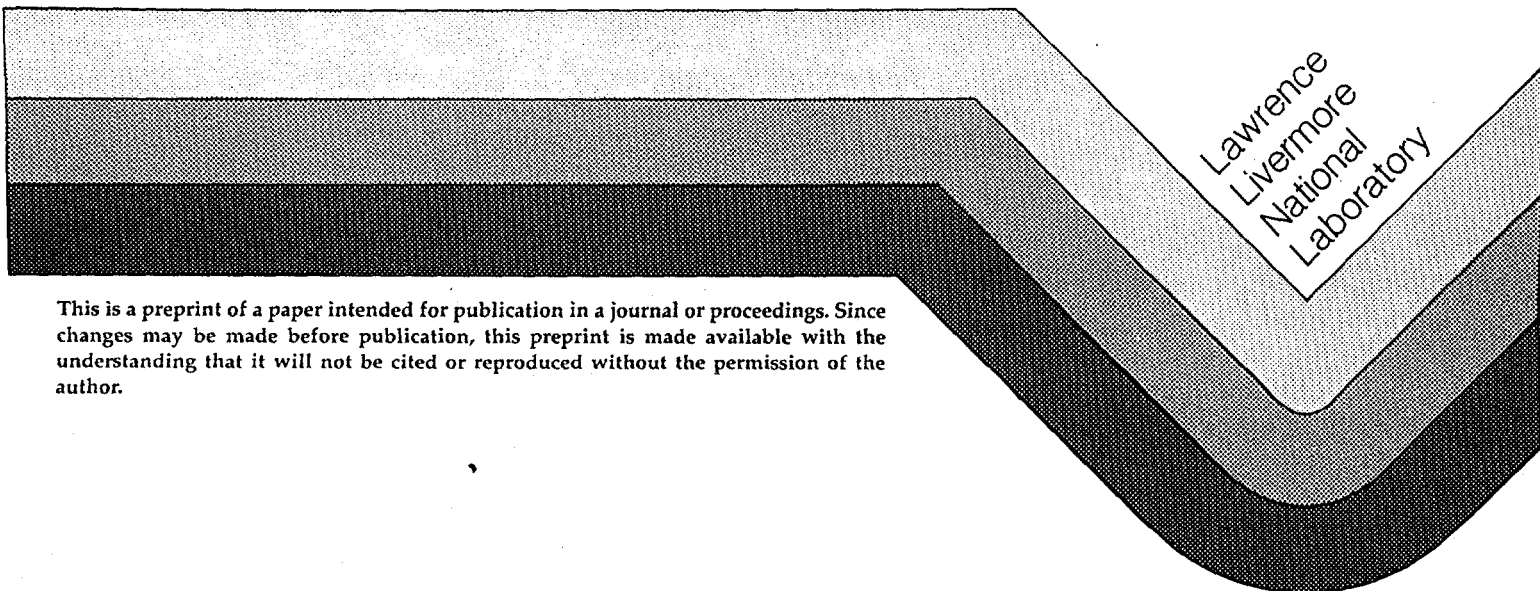 Lawrence
Livermore
National
Laboratory
This is a preprint of a paper intended for publication in a journal or proceedings. Since
changes may be made before publication, this preprint is made available with the
understanding that it will not be cited or reproduced without the permission of the
author.